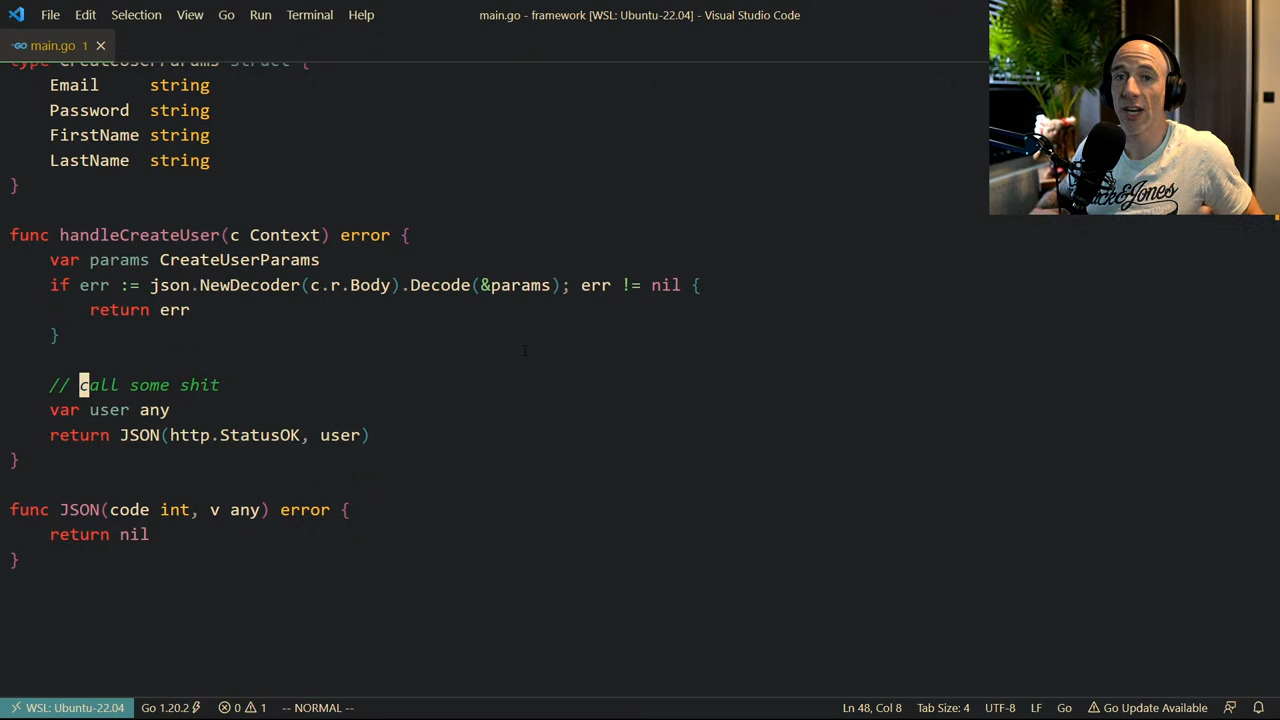 File Edit Selection View Go Run Terminal Help
main.go - framework [WSL: Ubuntu-22.04] - Visual Studio Code
main.go 1
type CreateUserParams struct {
Email string
Password string
FirstName string
LastName string
}
func handleCreateUser(c Context) error {
var params CreateUserParams
if err := json.NewDecoder(c.r.Body).Decode(&params); err != nil {
return err
}
// call some shit
var user any
return JSON(http.StatusOK, user)
}
func JSON(code int, v any) error {
return nil
}
&Jones
WSL: Ubuntu-22.04 Go 1.20.2 0 1 -- NORMAL -- Ln 48, Col 8 Tab Size: 4 UTF-8 LF Go Go Update Available